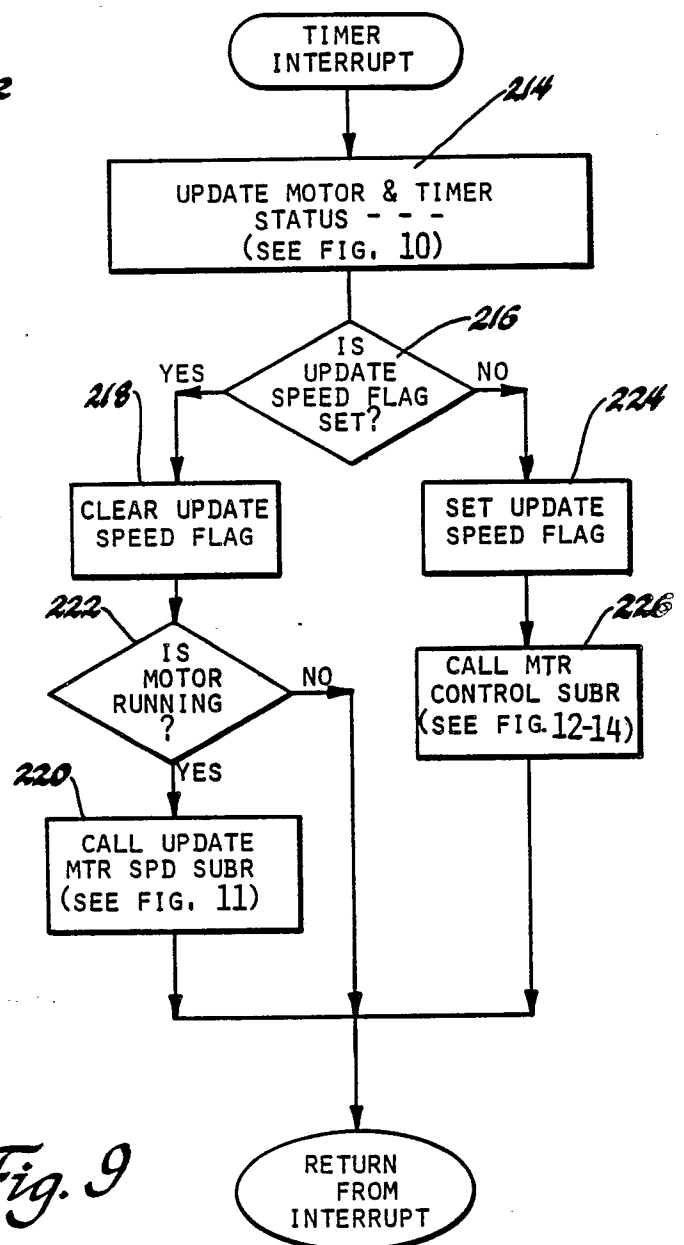 TIMER
INTERRUPT
214
UPDATE MOTOR & TIMER
STATUS - - -
(SEE FIG. 10)
216
IS
UPDATE
SPEED FLAG
SET?
YES
NO
218
224
CLEAR UPDATE
SPEED FLAG
SET UPDATE
SPEED FLAG
222
226
IS
MOTOR
RUNNING
?
NO
YES
CALL MTR
CONTROL SUBR
(SEE FIG.12-14)
220
CALL UPDATE
MTR SPD SUBR
(SEE FIG. 11)
RETURN
FROM
INTERRUPT
Fig. 9